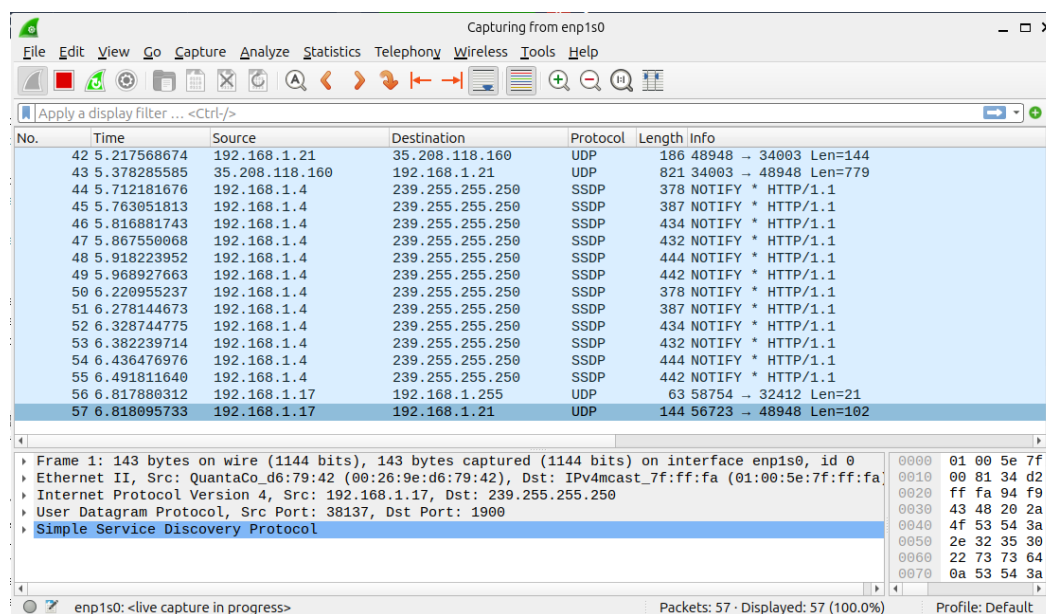 Capturing from enp1s0
File Edit View Go Capture Analyze Statistics Telephony Wireless Tools Help
Apply a display filter … <Ctrl-/>
No. Time Source Destination Protocol Length Info
42 5.217568674 192.168.1.21 35.208.118.160 UDP 186 48948 → 34003 Len=144
43 5.378285585 35.208.118.160 192.168.1.21 UDP 821 34003 → 48948 Len=779
44 5.712181676 192.168.1.4 239.255.255.250 SSDP 378 NOTIFY * HTTP/1.1
45 5.763051813 192.168.1.4 239.255.255.250 SSDP 387 NOTIFY * HTTP/1.1
46 5.816881743 192.168.1.4 239.255.255.250 SSDP 434 NOTIFY * HTTP/1.1
47 5.867550068 192.168.1.4 239.255.255.250 SSDP 432 NOTIFY * HTTP/1.1
48 5.918223952 192.168.1.4 239.255.255.250 SSDP 444 NOTIFY * HTTP/1.1
49 5.968927663 192.168.1.4 239.255.255.250 SSDP 442 NOTIFY * HTTP/1.1
50 6.220955237 192.168.1.4 239.255.255.250 SSDP 378 NOTIFY * HTTP/1.1
51 6.278144673 192.168.1.4 239.255.255.250 SSDP 387 NOTIFY * HTTP/1.1
52 6.328744775 192.168.1.4 239.255.255.250 SSDP 434 NOTIFY * HTTP/1.1
53 6.382239714 192.168.1.4 239.255.255.250 SSDP 432 NOTIFY * HTTP/1.1
54 6.436476976 192.168.1.4 239.255.255.250 SSDP 444 NOTIFY * HTTP/1.1
55 6.491811640 192.168.1.4 239.255.255.250 SSDP 442 NOTIFY * HTTP/1.1
56 6.817880312 192.168.1.17 192.168.1.255 UDP 63 58754 → 32412 Len=21
57 6.818095733 192.168.1.17 192.168.1.21 UDP 144 56723 → 48948 Len=102
Frame 1: 143 bytes on wire (1144 bits), 143 bytes captured (1144 bits) on interface enp1s0, id 0
Ethernet II, Src: QuantaCo_d6:79:42 (00:26:9e:d6:79:42), Dst: IPv4mcast_7f:ff:fa (01:00:5e:7f:ff:fa)
Internet Protocol Version 4, Src: 192.168.1.17, Dst: 239.255.255.250
User Datagram Protocol, Src Port: 38137, Dst Port: 1900
Simple Service Discovery Protocol
0000 01 00 5e 7f
0010 00 81 34 d2
0020 ff fa 94 f9
0030 43 48 20 2a
0040 4f 53 54 3a
0050 2e 32 35 30
0060 22 73 73 64
0070 0a 53 54 3a
enp1s0: <live capture in progress> Packets: 57 · Displayed: 57 (100.0%) Profile: Default